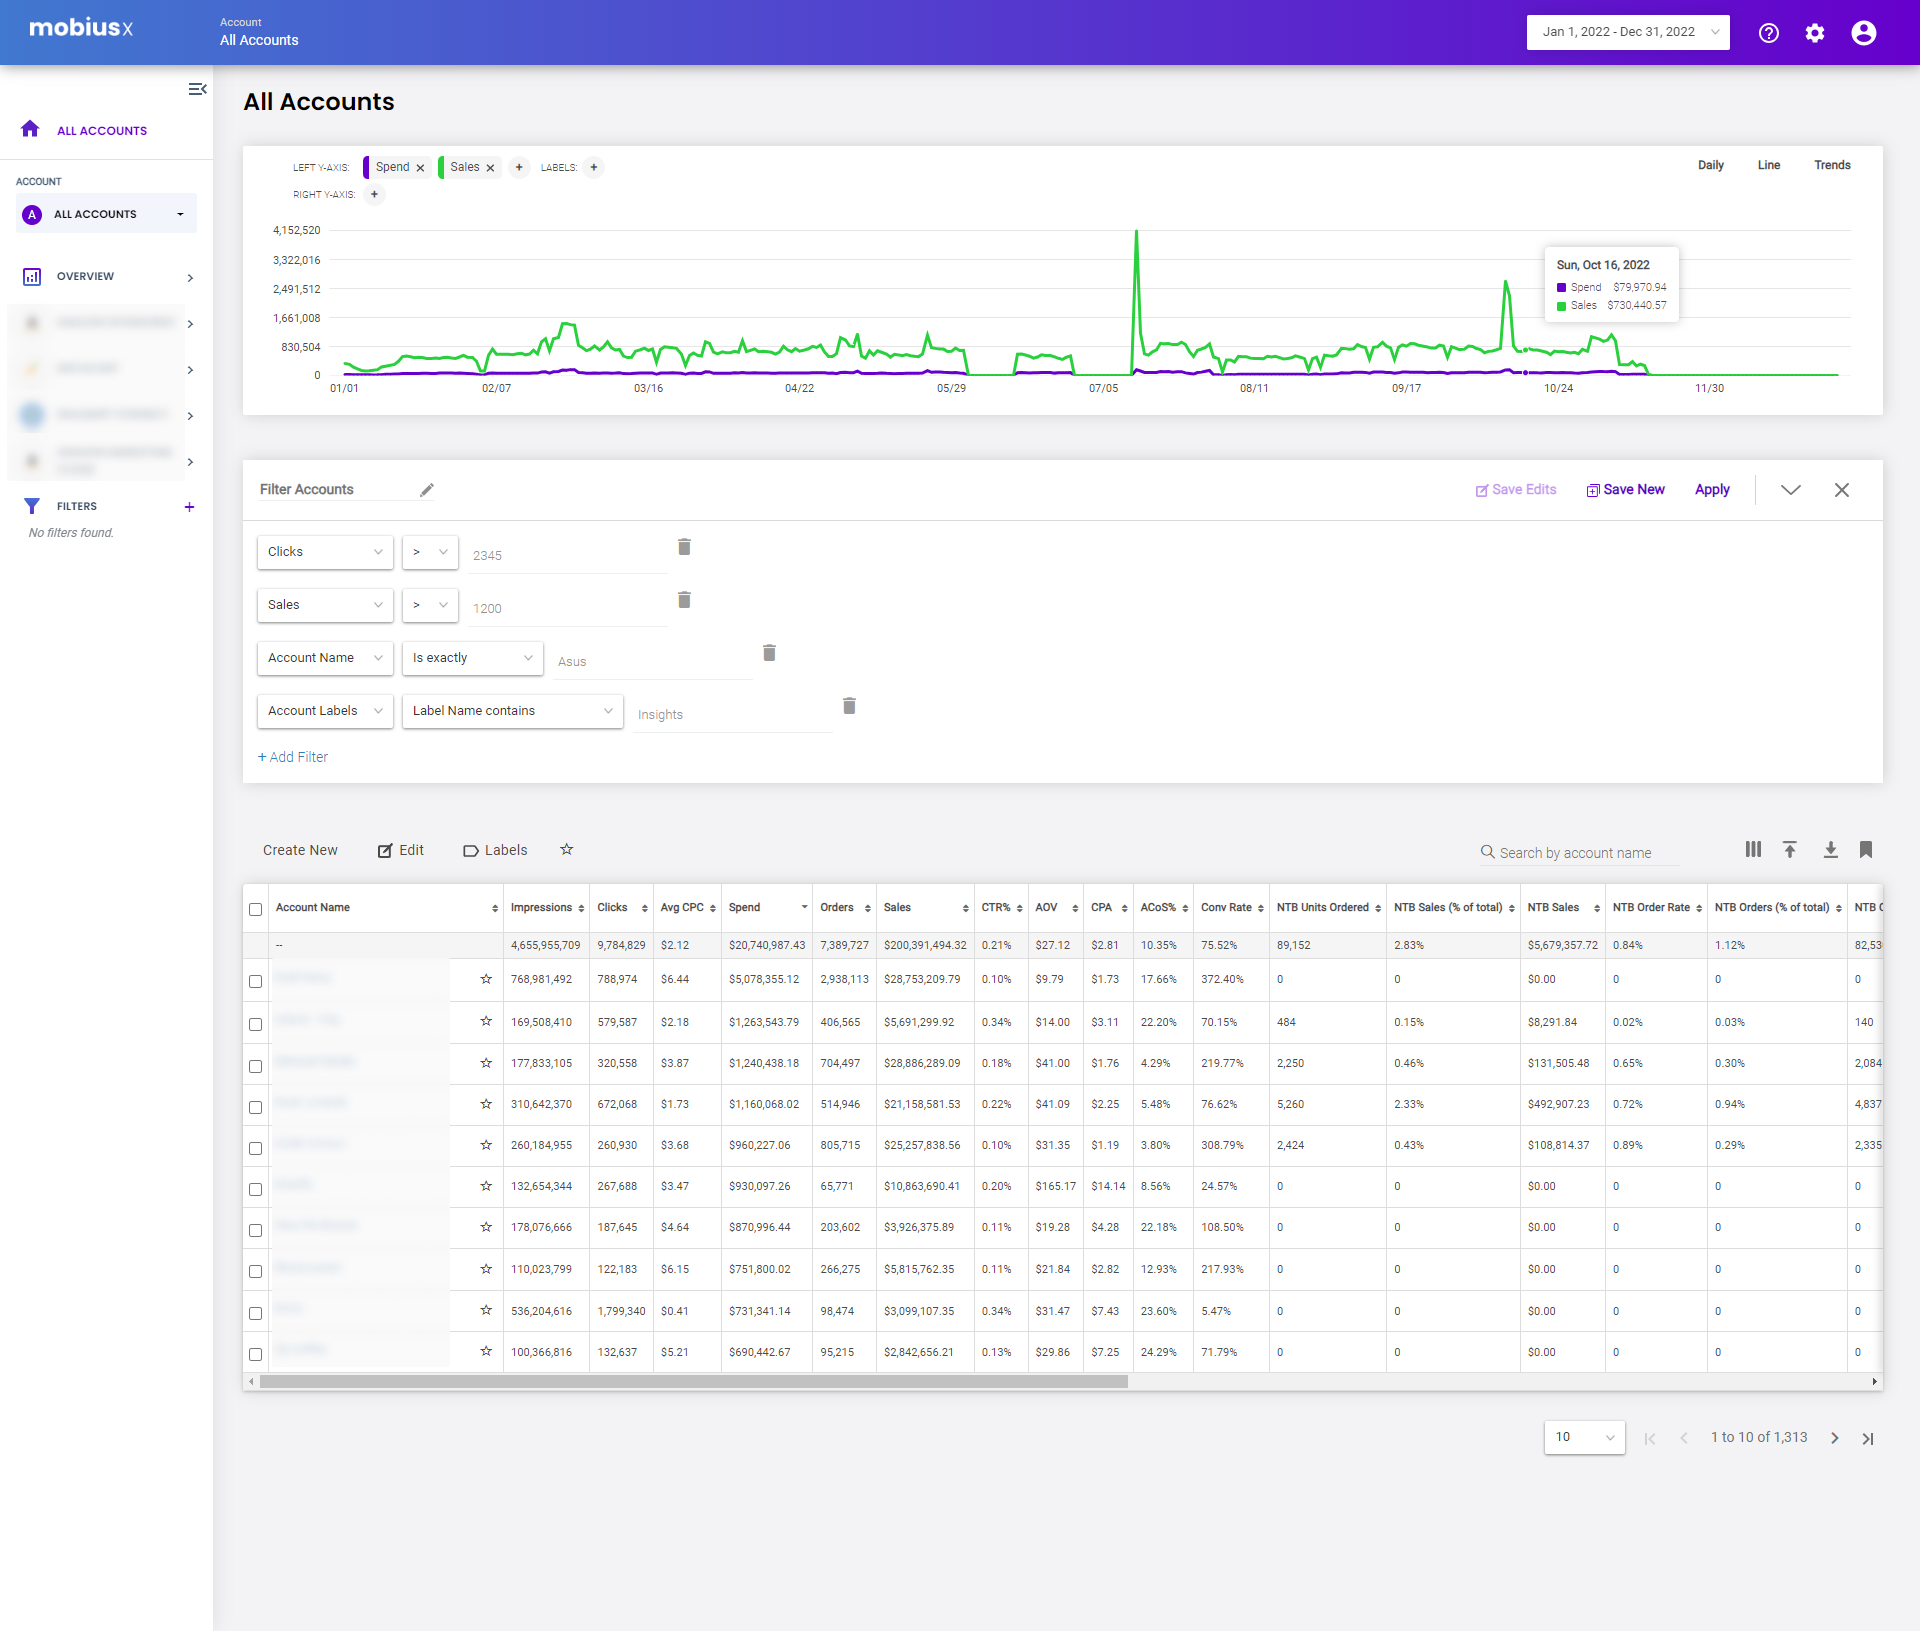 mobiusx
Account
All Accounts
Jan 1, 2022 - Dec 31, 2022
ALL ACCOUNTS
ACCOUNT
A ALL ACCOUNTS
OVERVIEW
FILTERS +
No filters found.
All Accounts
LEFT Y-AXIS: Spend × Sales × + LABELS: +
RIGHT Y-AXIS: +
Daily Line Trends
4,152,520
3,322,016
2,491,512
1,661,008
830,504
0
01/01 02/07 03/16 04/22 05/29 07/05 08/11 09/17 10/24 11/30
Sun, Oct 16, 2022
Spend $79,970.94
Sales $730,440.57
Filter Accounts
Save Edits Save New Apply
Clicks > 2345
Sales > 1200
Account Name Is exactly Asus
Account Labels Label Name contains Insights
+ Add Filter
Create New Edit Labels
Search by account name
Account Name Impressions Clicks Avg CPC Spend Orders Sales CTR% AOV CPA ACoS% Conv Rate NTB Units Ordered NTB Sales (% of total) NTB Sales NTB Order Rate NTB Orders (% of total) NTB
-- 4,655,955,709 9,784,829 $2.12 $20,740,987.43 7,389,727 $200,391,494.32 0.21% $27.12 $2.81 10.35% 75.52% 89,152 2.83% $5,679,357.72 0.84% 1.12% 82,53
768,981,492 788,974 $6.44 $5,078,355.12 2,938,113 $28,753,209.79 0.10% $9.79 $1.73 17.66% 372.40% 0 0 $0.00 0 0 0
169,508,410 579,587 $2.18 $1,263,543.79 406,565 $5,691,299.92 0.34% $14.00 $3.11 22.20% 70.15% 484 0.15% $8,291.84 0.02% 0.03% 140
177,833,105 320,558 $3.87 $1,240,438.18 704,497 $28,886,289.09 0.18% $41.00 $1.76 4.29% 219.77% 2,250 0.46% $131,505.48 0.65% 0.30% 2,084
310,642,370 672,068 $1.73 $1,160,068.02 514,946 $21,158,581.53 0.22% $41.09 $2.25 5.48% 76.62% 5,260 2.33% $492,907.23 0.72% 0.94% 4,837
260,184,955 260,930 $3.68 $960,227.06 805,715 $25,257,838.56 0.10% $31.35 $1.19 3.80% 308.79% 2,424 0.43% $108,814.37 0.89% 0.29% 2,335
132,654,344 267,688 $3.47 $930,097.26 65,771 $10,863,690.41 0.20% $165.17 $14.14 8.56% 24.57% 0 0 $0.00 0 0 0
178,076,666 187,645 $4.64 $870,996.44 203,602 $3,926,375.89 0.11% $19.28 $4.28 22.18% 108.50% 0 0 $0.00 0 0 0
110,023,799 122,183 $6.15 $751,800.02 266,275 $5,815,762.35 0.11% $21.84 $2.82 12.93% 217.93% 0 0 $0.00 0 0 0
536,204,616 1,799,340 $0.41 $731,341.14 98,474 $3,099,107.35 0.34% $31.47 $7.43 23.60% 5.47% 0 0 $0.00 0 0 0
100,366,816 132,637 $5.21 $690,442.67 95,215 $2,842,656.21 0.13% $29.86 $7.25 24.29% 71.79% 0 0 $0.00 0 0 0
10 1 to 10 of 1,313